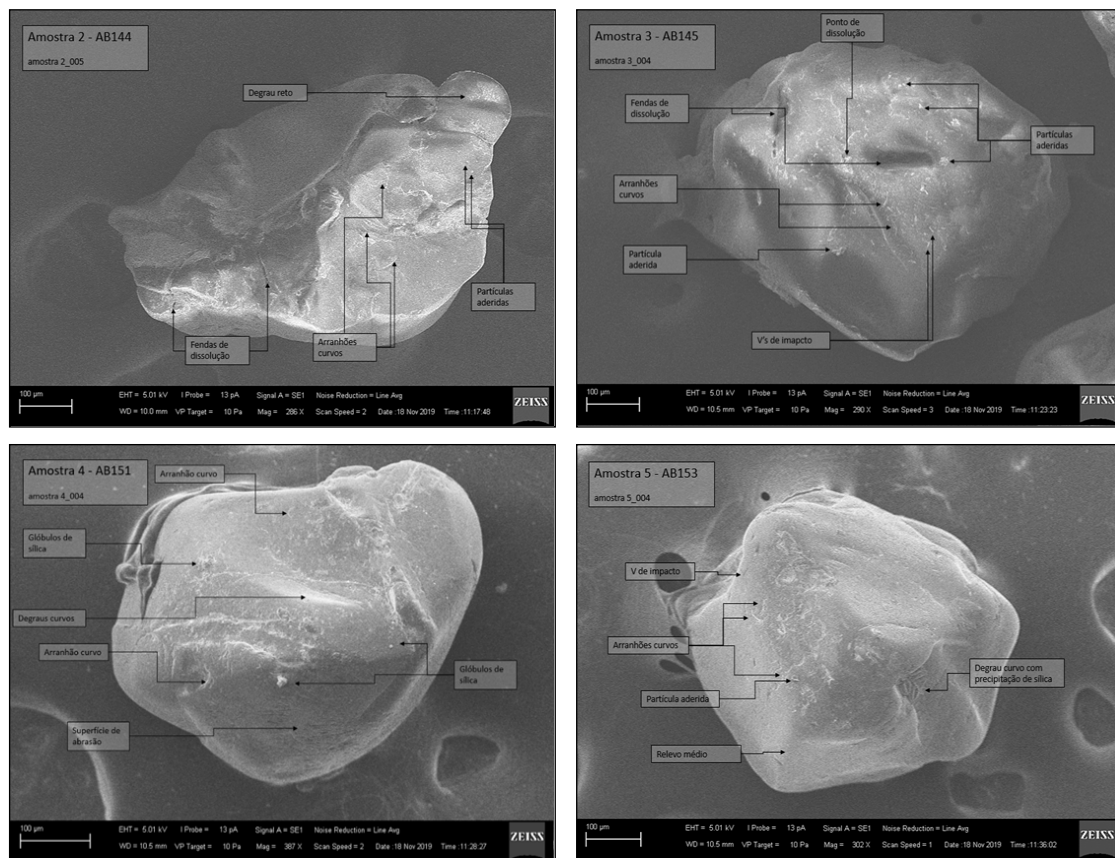 Amostra 2 - AB144
amostra 2_005
Degrau reto
Partículas
aderidas
Fendas de
dissolução
Arranhões
curvos
100 µm
EHT = 5.01 kV I Probe = 13 pA Signal A = SE1 Noise Reduction = Line Avg
WD = 10.0 mm VP Target = 10 Pa Mag = 286 X Scan Speed = 2 Date :18 Nov 2019 Time :11:17:48
ZEISS
Amostra 3 - AB145
amostra 3_004
Ponto de
dissolução
Fendas de
dissolução
Partículas
aderidas
Arranhões
curvos
Partícula
aderida
V's de imapcto
100 µm
EHT = 5.01 kV I Probe = 13 pA Signal A = SE1 Noise Reduction = Line Avg
WD = 10.5 mm VP Target = 10 Pa Mag = 290 X Scan Speed = 3 Date :18 Nov 2019 Time :11:23:23
ZEISS
Amostra 4 - AB151
amostra 4_004
Arranhão curvo
Glóbulos de
sílica
Degraus curvos
Arranhão curvo
Glóbulos de
sílica
Superfície de
abrasão
100 µm
EHT = 5.01 kV I Probe = 13 pA Signal A = SE1 Noise Reduction = Line Avg
WD = 10.5 mm VP Target = 10 Pa Mag = 387 X Scan Speed = 2 Date :18 Nov 2019 Time :11:28:27
ZEISS
Amostra 5 - AB153
amostra 5_004
V de impacto
Arranhões curvos
Partícula aderida
Degrau curvo com
precipitação de sílica
Relevo médio
100 µm
EHT = 5.01 kV I Probe = 13 pA Signal A = SE1 Noise Reduction = Line Avg
WD = 10.5 mm VP Target = 10 Pa Mag = 302 X Scan Speed = 1 Date :18 Nov 2019 Time :11:36:02
ZEISS